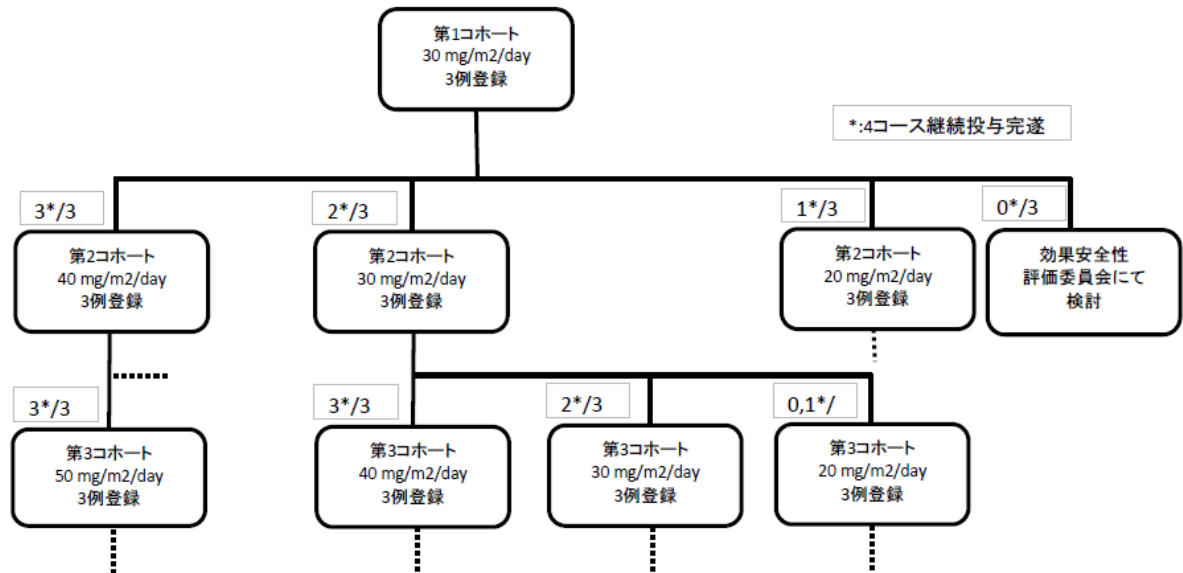 第1コホート
30 mg/m2/day
3例登録
*:4コース継続投与完遂
3*/3
2*/3
1*/3
0*/3
第2コホート
40 mg/m2/day
3例登録
第2コホート
30 mg/m2/day
3例登録
第2コホート
20 mg/m2/day
3例登録
効果安全性
評価委員会にて
検討
3*/3
3*/3
2*/3
0,1*/
第3コホート
50 mg/m2/day
3例登録
第3コホート
40 mg/m2/day
3例登録
第3コホート
30 mg/m2/day
3例登録
第3コホート
20 mg/m2/day
3例登録